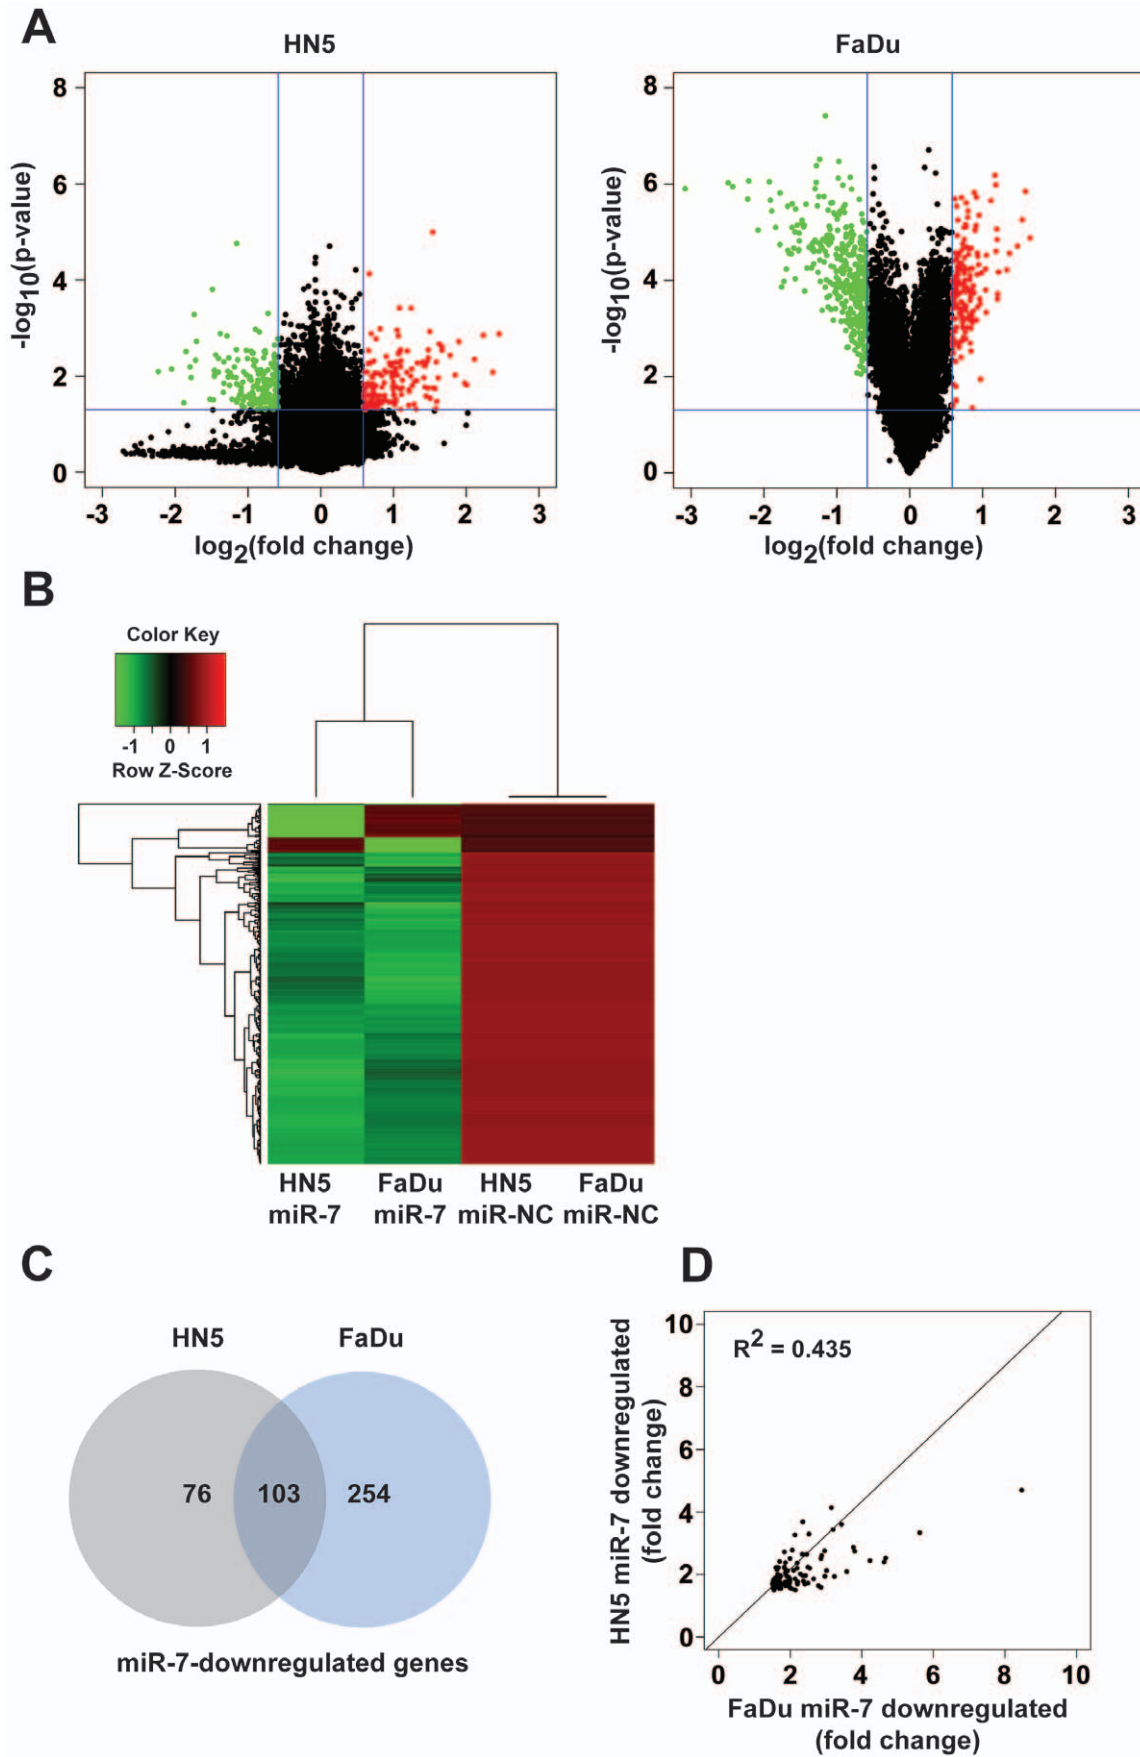 A
HN5
FaDu
-log10(p-value)
8
6
4
2
0
-3 -2 -1 0 1 2 3
log2(fold change)
-log10(p-value)
8
6
4
2
0
-3 -2 -1 0 1 2 3
log2(fold change)
B
Color Key
-1 0 1
Row Z-Score
HN5 FaDu HN5 FaDu
miR-7 miR-7 miR-NC miR-NC
C
HN5 FaDu
76 103 254
miR-7-downregulated genes
D
R2 = 0.435
HN5 miR-7 downregulated
(fold change)
10
8
6
4
2
0
0 2 4 6 8 10
FaDu miR-7 downregulated
(fold change)